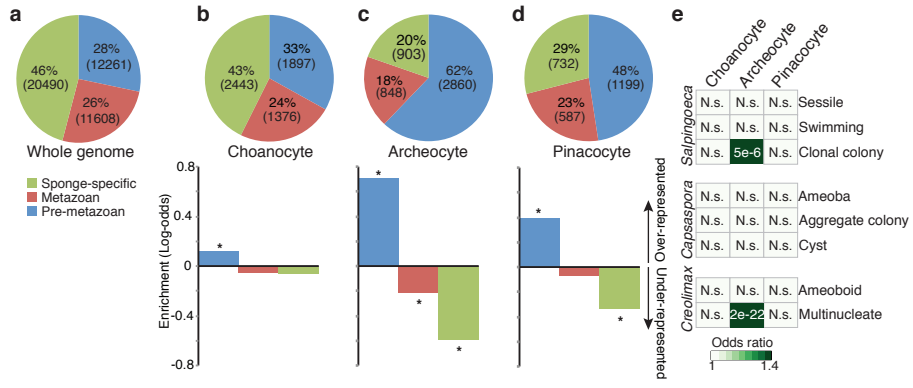 a
b
c
d
e
28%
(12261)
46%
(20490)
26%
(11608)
Whole genome
33%
(1897)
43%
(2443)
24%
(1376)
Choanocyte
20%
(903)
18%
(848)
62%
(2860)
Archeocyte
29%
(732)
48%
(1199)
23%
(587)
Pinacocyte
Sponge-specific
Metazoan
Pre-metazoan
Enrichment (Log-odds)
0.8
0.4
0
-0.4
-0.8
*
*
*
*
*
*
Over-represented
Under-represented
Choanocyte
Archeocyte
Pinacocyte
Salpingoeca
N.s. N.s. N.s. Sessile
N.s. N.s. N.s. Swimming
N.s. 5e-6 N.s. Clonal colony
Capsaspora
N.s. N.s. N.s. Ameoba
N.s. N.s. N.s. Aggregate colony
N.s. N.s. N.s. Cyst
Creolimax
N.s. N.s. N.s. Ameoboid
N.s. 2e-22 N.s. Multinucleate
Odds ratio
1 1.4